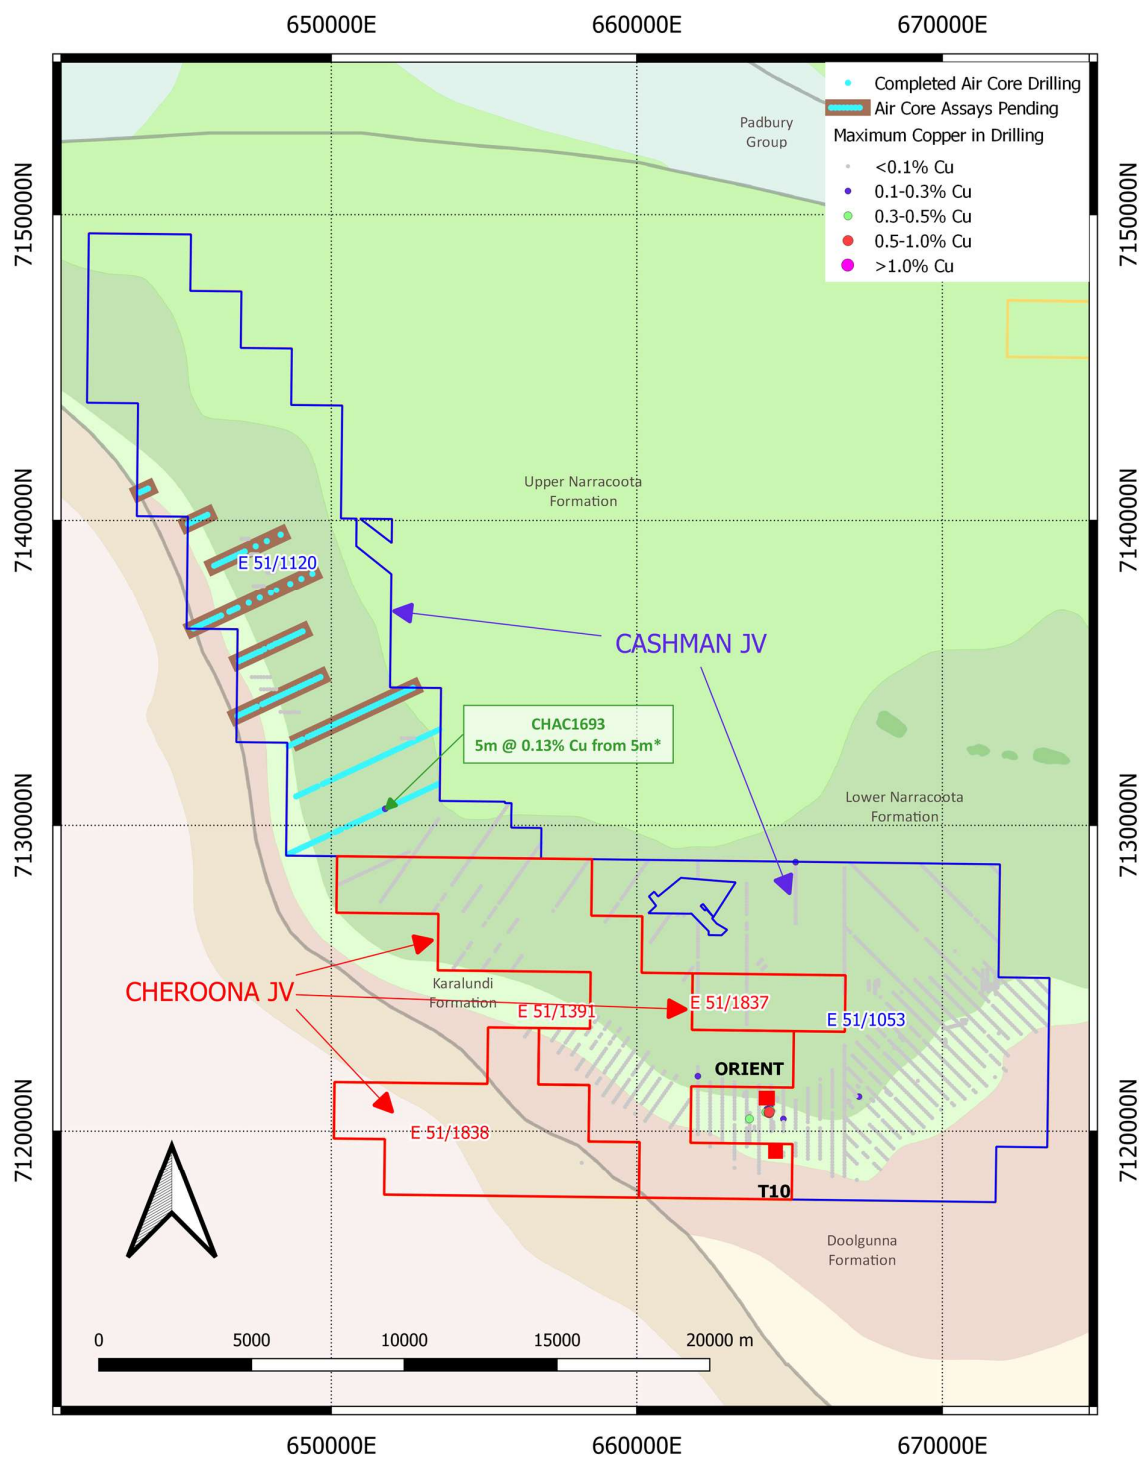 650000E
660000E
670000E
Completed Air Core Drilling
Air Core Assays Pending
Maximum Copper in Drilling
<0.1% Cu
0.1-0.3% Cu
0.3-0.5% Cu
0.5-1.0% Cu
>1.0% Cu
Padbury
Group
7150000N
7150000N
Upper Narracoota
Formation
7140000N
7140000N
E 51/1120
CASHMAN JV
CHAC1693
5m @ 0.13% Cu from 5m*
Lower Narracoota
Formation
7130000N
7130000N
CHEROONA JV
Karalundi
Formation
E 51/1391
E 51/1837
E 51/1053
ORIENT
E 51/1838
7120000N
7120000N
T10
Doolgunna
Formation
0
5000
10000
15000
20000 m
650000E
660000E
670000E